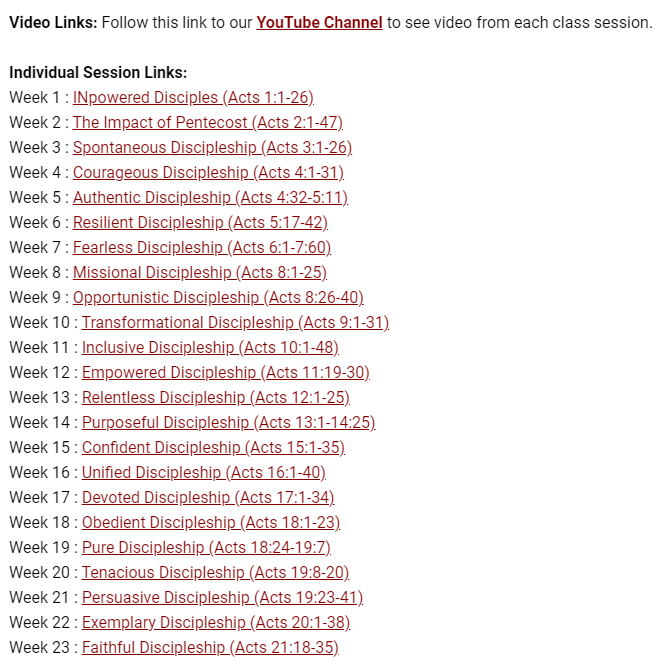 Video Links: Follow this link to our YouTube Channel to see video from each class session.
Individual Session Links:
Week 1 : INpowered Disciples (Acts 1:1-26)
Week 2 : The Impact of Pentecost (Acts 2:1-47)
Week 3 : Spontaneous Discipleship (Acts 3:1-26)
Week 4 : Courageous Discipleship (Acts 4:1-31)
Week 5 : Authentic Discipleship (Acts 4:32-5:11)
Week 6 : Resilient Discipleship (Acts 5:17-42)
Week 7 : Fearless Discipleship (Acts 6:1-7:60)
Week 8 : Missional Discipleship (Acts 8:1-25)
Week 9 : Opportunistic Discipleship (Acts 8:26-40)
Week 10 : Transformational Discipleship (Acts 9:1-31)
Week 11 : Inclusive Discipleship (Acts 10:1-48)
Week 12 : Empowered Discipleship (Acts 11:19-30)
Week 13 : Relentless Discipleship (Acts 12:1-25)
Week 14 : Purposeful Discipleship (Acts 13:1-14:25)
Week 15 : Confident Discipleship (Acts 15:1-35)
Week 16 : Unified Discipleship (Acts 16:1-40)
Week 17 : Devoted Discipleship (Acts 17:1-34)
Week 18 : Obedient Discipleship (Acts 18:1-23)
Week 19 : Pure Discipleship (Acts 18:24-19:7)
Week 20 : Tenacious Discipleship (Acts 19:8-20)
Week 21 : Persuasive Discipleship (Acts 19:23-41)
Week 22 : Exemplary Discipleship (Acts 20:1-38)
Week 23 : Faithful Discipleship (Acts 21:18-35)